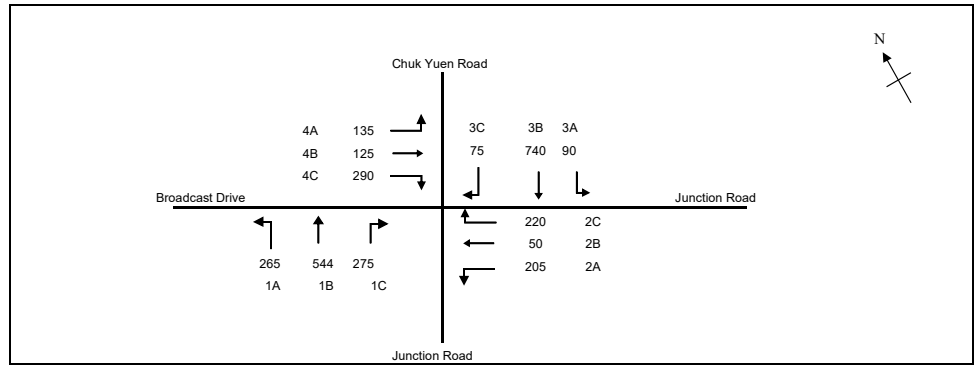 N
Chuk Yuen Road
4A 135 3C 3B 3A
4B 125 75 740 90
4C 290
Broadcast Drive Junction Road
220 2C
50 2B
265 544 275 205 2A
1A 1B 1C
Junction Road